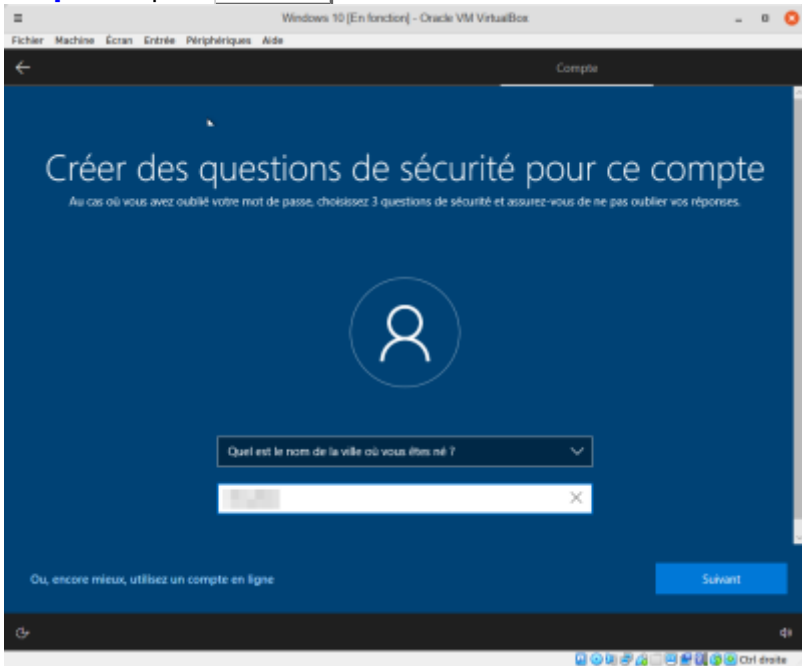 Windows 10 [En fonction] - Oracle VM VirtualBox
Fichier Machine Écran Entrée Périphériques Aide
Compte
Créer des questions de sécurité pour ce compte
Au cas où vous avez oublié votre mot de passe, choisissez 3 questions de sécurité et assurez-vous de ne pas oublier vos réponses.
Quel est le nom de la ville où vous êtes né ?
Ou, encore mieux, utilisez un compte en ligne
Suivant
Ctrl droite